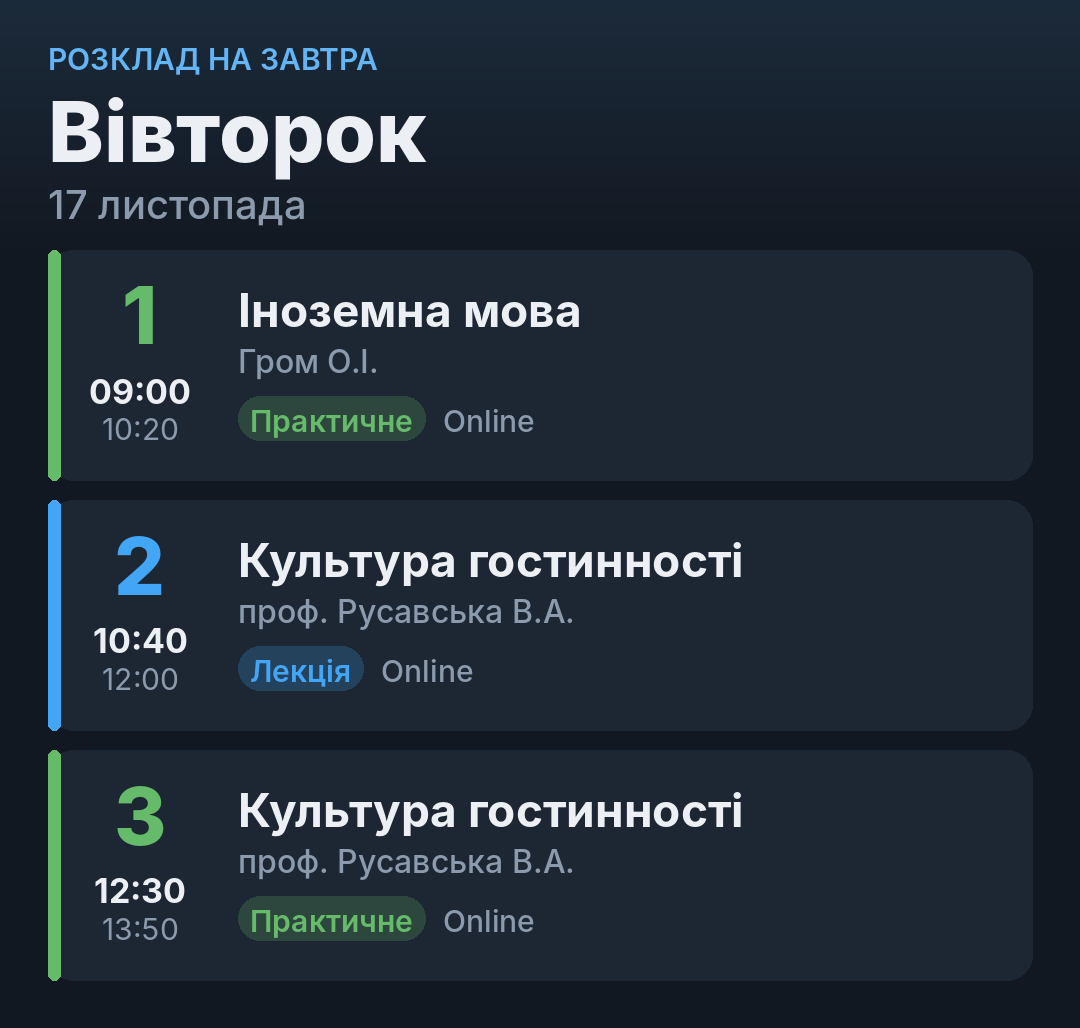 РОЗКЛАД НА ЗАВТРА
Вівторок
17 листопада
1
09:00
10:20
Іноземна мова
Гром О.І.
Практичне Online
2
10:40
12:00
Культура гостинності
проф. Русавська В.А.
Лекція Online
3
12:30
13:50
Культура гостинності
проф. Русавська В.А.
Практичне Online